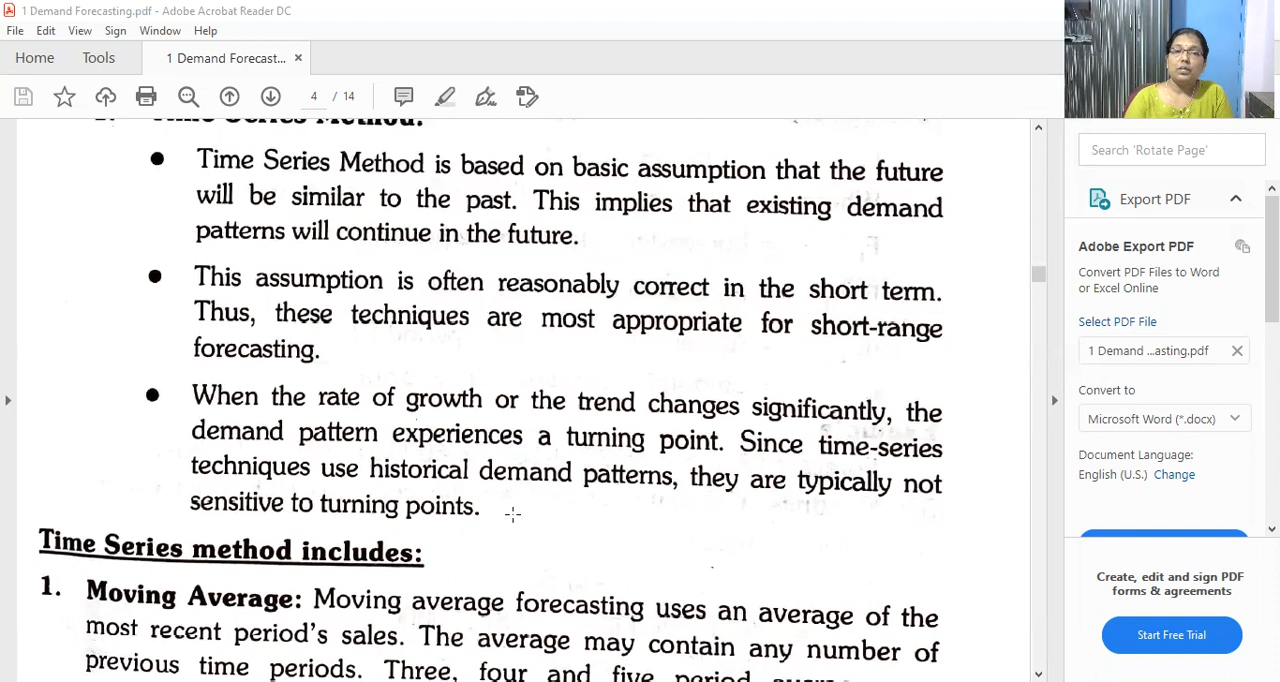 1 Demand Forecasting.pdf - Adobe Acrobat Reader DC
File Edit View Sign Window Help
Home Tools 1 Demand Forecast... ×
4 / 14
Time Series Method:
Search 'Rotate Page'
Export PDF
Adobe Export PDF
Convert PDF Files to Word
or Excel Online
Select PDF File
1 Demand ...asting.pdf
Convert to
Microsoft Word (*.docx)
Document Language:
English (U.S.) Change
Create, edit and sign PDF
forms & agreements
Start Free Trial
• Time Series Method is based on basic assumption that the future
will be similar to the past. This implies that existing demand
patterns will continue in the future.
• This assumption is often reasonably correct in the short term.
Thus, these techniques are most appropriate for short-range
forecasting.
• When the rate of growth or the trend changes significantly, the
demand pattern experiences a turning point. Since time-series
techniques use historical demand patterns, they are typically not
sensitive to turning points.
Time Series method includes:
1. Moving Average: Moving average forecasting uses an average of the
most recent period's sales. The average may contain any number of
previous time periods. Three, four and five period